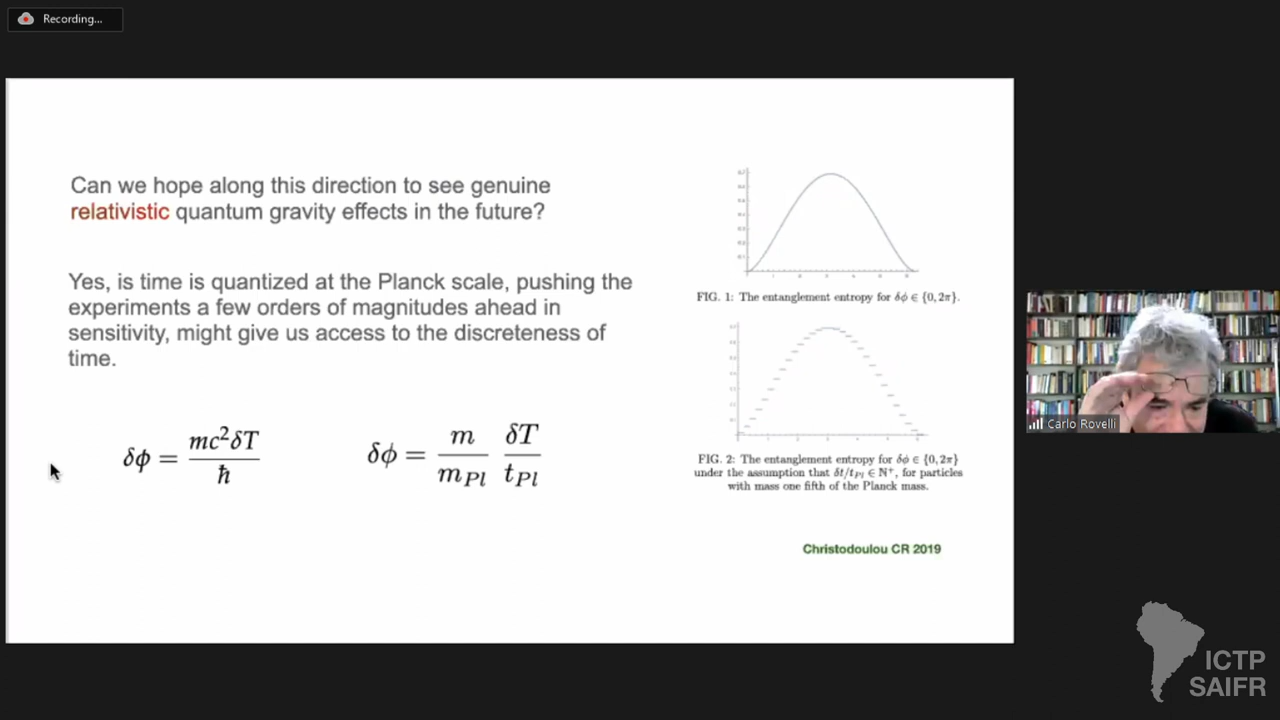 Recording...
Can we hope along this direction to see genuine
relativistic quantum gravity effects in the future?
Yes, is time is quantized at the Planck scale, pushing the
experiments a few orders of magnitudes ahead in
sensitivity, might give us access to the discreteness of
time.
δϕ = mc²δT / ħ
δϕ = m / m_Pl δT / t_Pl
FIG. 1: The entanglement entropy for δϕ ∈ {0, 2π}.
FIG. 2: The entanglement entropy for δϕ ∈ {0, 2π}
under the assumption that δt/t_Pl ∈ N⁺, for particles
with mass one fifth of the Planck mass.
Christodoulou CR 2019
Carlo Rovelli
ICTP
SAIFR